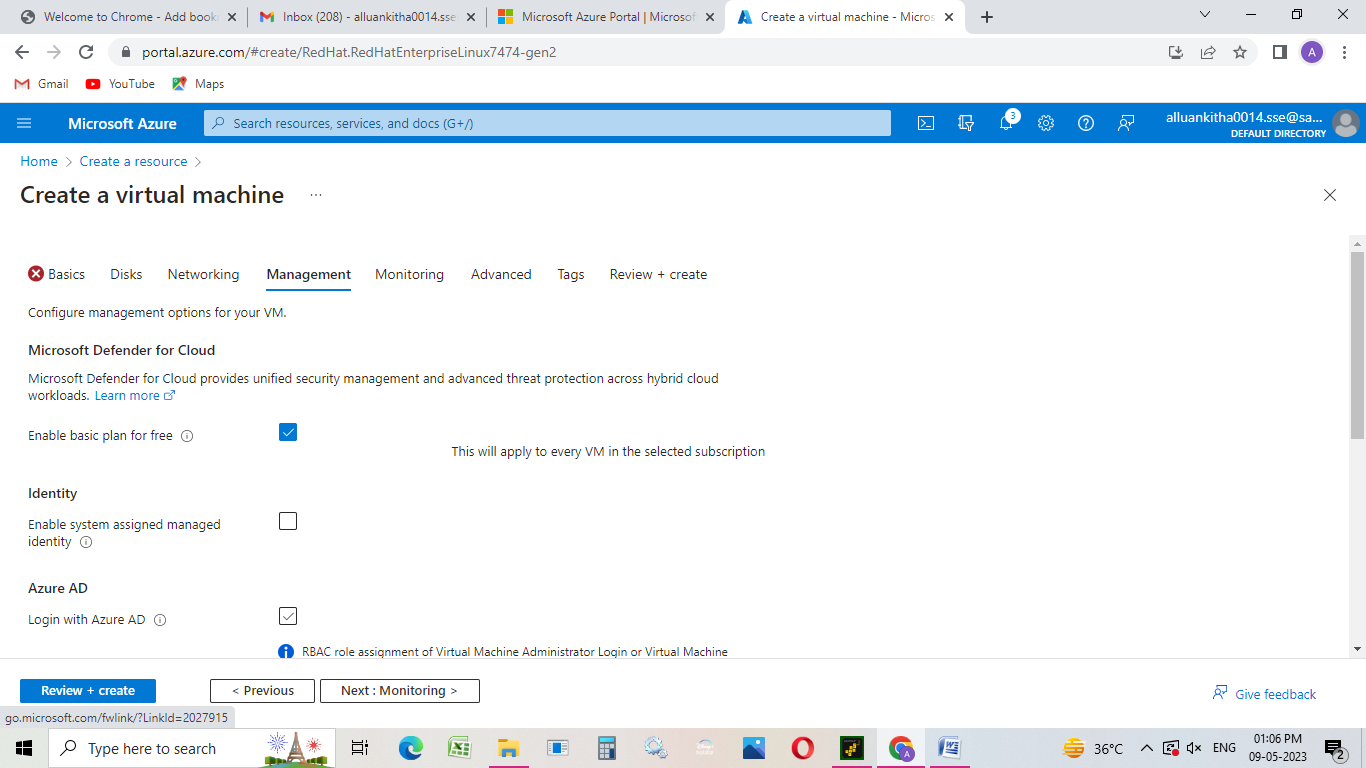 Welcome to Chrome - Add book
Inbox (208) - alluankitha0014.sse
Microsoft Azure Portal | Microsof
Create a virtual machine - Micros
portal.azure.com/#create/RedHat.RedHatEnterpriseLinux7474-gen2
A
Gmail
YouTube
Maps
Microsoft Azure
Search resources, services, and docs (G+/)
3
alluankitha0014.sse@sa...
DEFAULT DIRECTORY
Home > Create a resource >
Create a virtual machine ...
Basics Disks Networking Management Monitoring Advanced Tags Review + create
Configure management options for your VM.
Microsoft Defender for Cloud
Microsoft Defender for Cloud provides unified security management and advanced threat protection across hybrid cloud
workloads. Learn more
Enable basic plan for free
This will apply to every VM in the selected subscription
Identity
Enable system assigned managed
identity
Azure AD
Login with Azure AD
RBAC role assignment of Virtual Machine Administrator Login or Virtual Machine
Review + create
< Previous
Next : Monitoring >
Give feedback
go.microsoft.com/fwlink/?LinkId=2027915
Type here to search
A
36°C
ENG
01:06 PM
09-05-2023
2